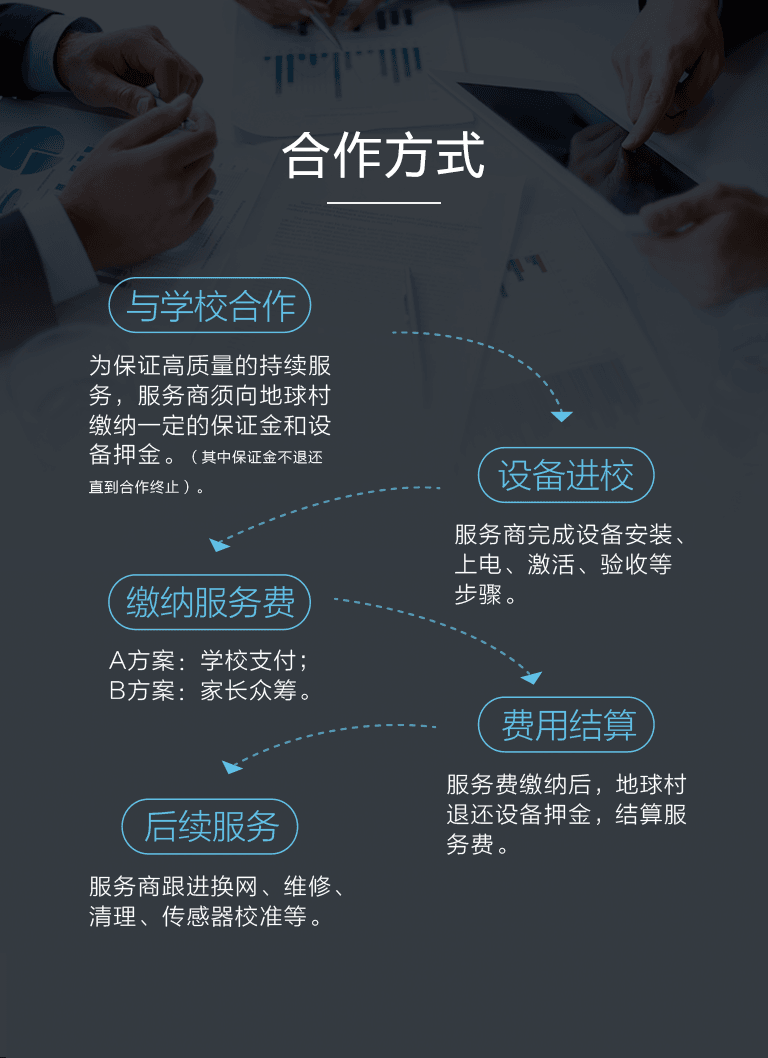 合作方式
与学校合作
为保证高质量的持续服
务，服务商须向地球村
缴纳一定的保证金和设
备押金。（其中保证金不退还
直到合作终止）。
设备进校
服务商完成设备安装、
上电、激活、验收等
步骤。
缴纳服务费
A方案：学校支付；
B方案：家长众筹。
费用结算
服务费缴纳后，地球村
退还设备押金，结算服
务费。
后续服务
服务商跟进换网、维修、
清理、传感器校准等。